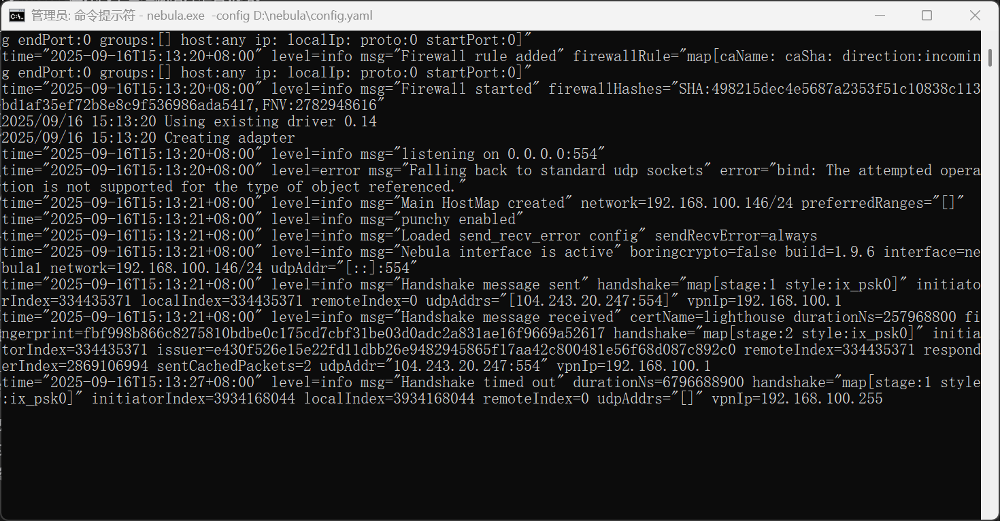 管理员: 命令提示符 - nebula.exe  -config D:\nebula\config.yaml
g endPort:0 groups:[] host:any ip: localIp: proto:0 startPort:0]"
time="2025-09-16T15:13:20+08:00" level=info msg="Firewall rule added" firewallRule="map[caName: caSha: direction:incomin
g endPort:0 groups:[] host:any ip: localIp: proto:0 startPort:0]"
time="2025-09-16T15:13:20+08:00" level=info msg="Firewall started" firewallHashes="SHA:498215dec4e5687a2353f51c10838c113
bd1af35ef72b8e8c9f536986ada5417,FNV:2782948616"
2025/09/16 15:13:20 Using existing driver 0.14
2025/09/16 15:13:20 Creating adapter
time="2025-09-16T15:13:20+08:00" level=info msg="listening on 0.0.0.0:554"
time="2025-09-16T15:13:20+08:00" level=error msg="Falling back to standard udp sockets" error="bind: The attempted opera
tion is not supported for the type of object referenced."
time="2025-09-16T15:13:21+08:00" level=info msg="Main HostMap created" network=192.168.100.146/24 preferredRanges="[]"
time="2025-09-16T15:13:21+08:00" level=info msg="punchy enabled"
time="2025-09-16T15:13:21+08:00" level=info msg="Loaded send_recv_error config" sendRecvError=always
time="2025-09-16T15:13:21+08:00" level=info msg="Nebula interface is active" boringcrypto=false build=1.9.6 interface=ne
bula1 network=192.168.100.146/24 udpAddr="[::]:554"
time="2025-09-16T15:13:21+08:00" level=info msg="Handshake message sent" handshake="map[stage:1 style:ix_psk0]" initiato
rIndex=334435371 localIndex=334435371 remoteIndex=0 udpAddrs="[104.243.20.247:554]" vpnIp=192.168.100.1
time="2025-09-16T15:13:21+08:00" level=info msg="Handshake message received" certName=lighthouse durationNs=257968800 fi
ngerprint=fbf998b866c8275810bdbe0c175cd7cbf31be03d0adc2a831ae16f9669a52617 handshake="map[stage:2 style:ix_psk0]" initia
torIndex=334435371 issuer=e430f526e15e22fd11dbb26e9482945865f17aa42c800481e56f68d087c892c0 remoteIndex=334435371 respond
erIndex=2869106994 sentCachedPackets=2 udpAddr="104.243.20.247:554" vpnIp=192.168.100.1
time="2025-09-16T15:13:27+08:00" level=info msg="Handshake timed out" durationNs=6796688900 handshake="map[stage:1 style
:ix_psk0]" initiatorIndex=3934168044 localIndex=3934168044 remoteIndex=0 udpAddrs="[]" vpnIp=192.168.100.255